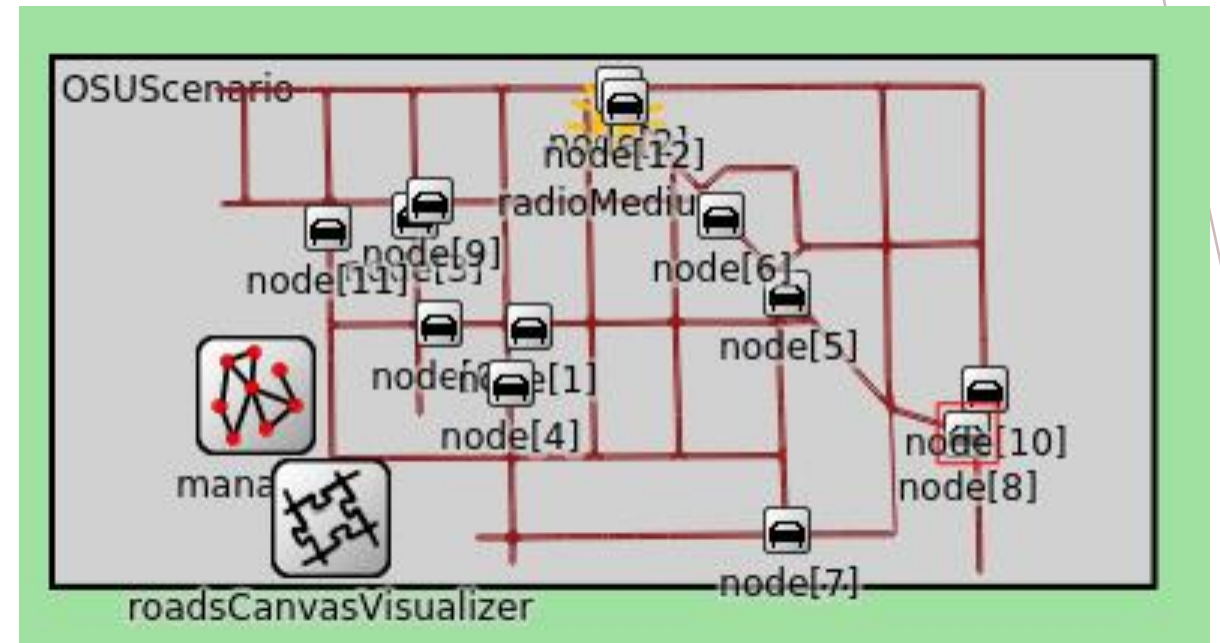 OSUScenario
node[12]
radioMediu
node[9]
node[11]
node[6]
node[5]
node[1]
node[4]
node[10]
mana
node[8]
node[7]
roadsCanvasVisualizer